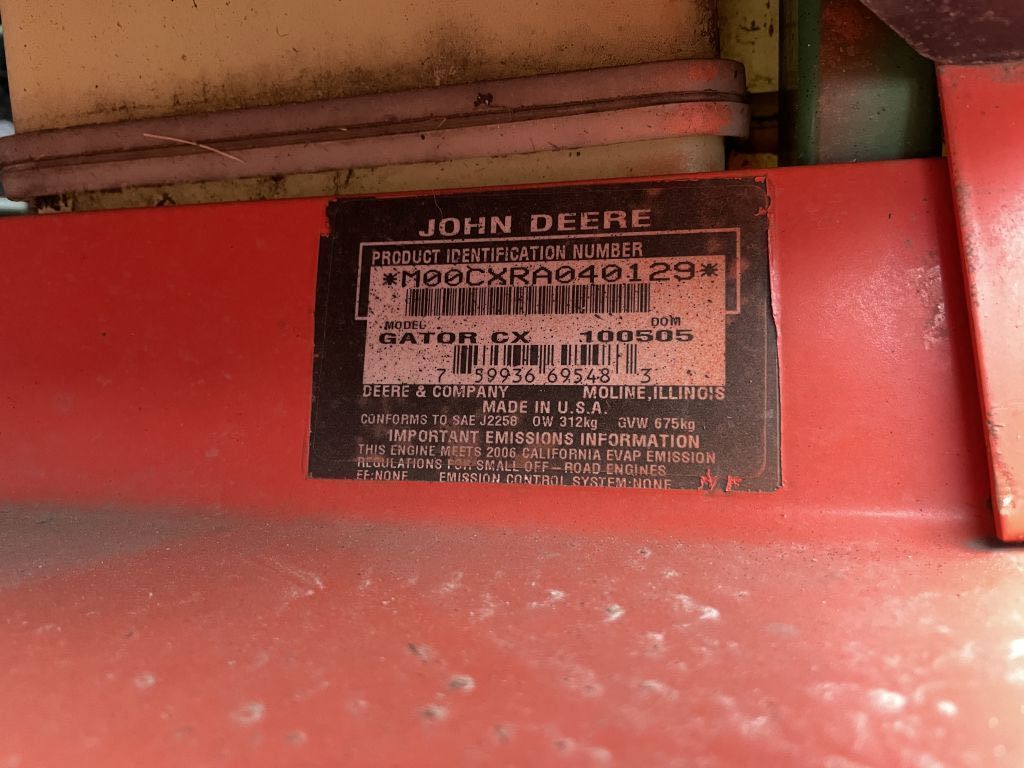 JOHN DEERE
PRODUCT IDENTIFICATION NUMBER
*M00CXRA040129*
MODEL DOM
GATOR CX 100505
7 59936 69548 3
DEERE & COMPANY MOLINE, ILLINOIS
MADE IN U.S.A.
CONFORMS TO SAE J2258 OW 312kg GVW 675kg
IMPORTANT EMISSIONS INFORMATION
THIS ENGINE MEETS 2006 CALIFORNIA EVAP EMISSION
REGULATIONS FOR SMALL OFF-ROAD ENGINES
EF:NONE EMISSION CONTROL SYSTEM:NONE